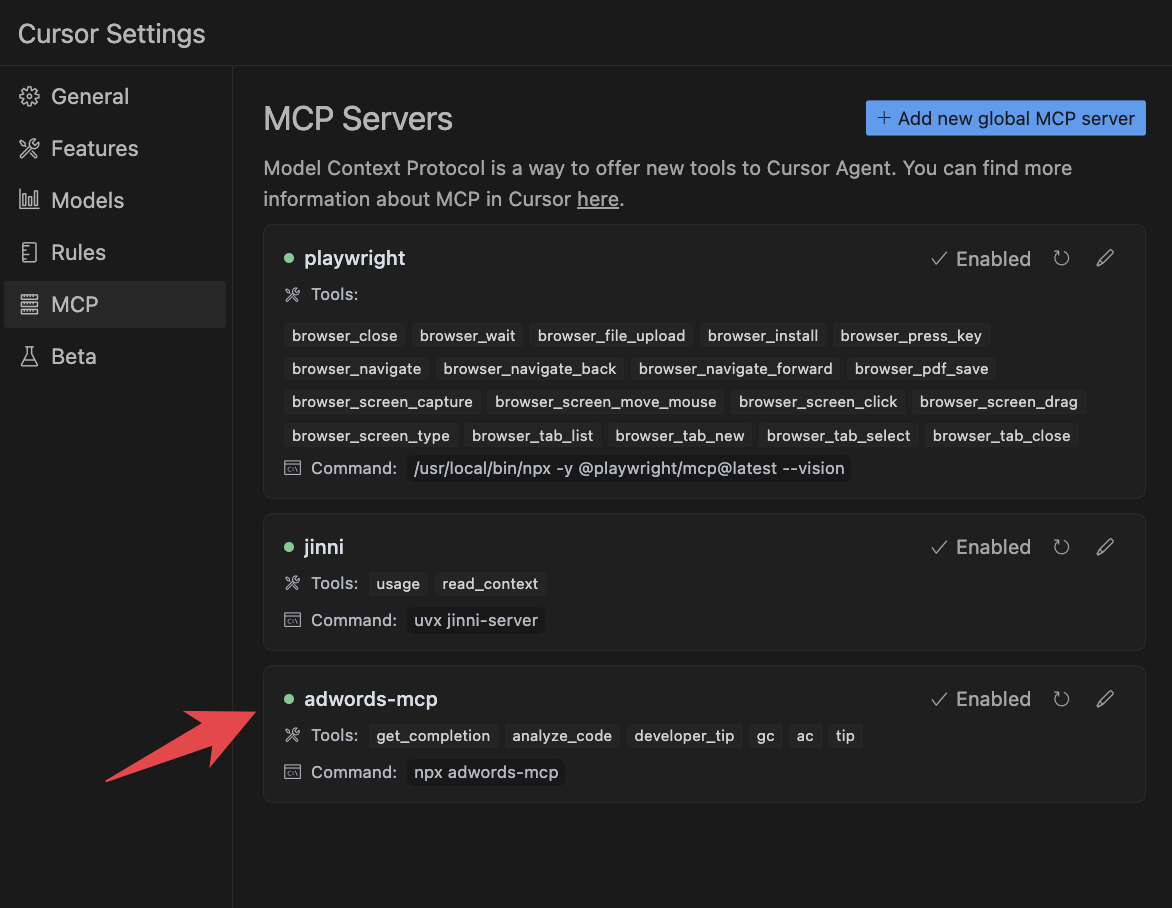 Cursor Settings
General
Features
Models
Rules
MCP
Beta
MCP Servers
+ Add new global MCP server
Model Context Protocol is a way to offer new tools to Cursor Agent. You can find more
information about MCP in Cursor here.
playwright
Enabled
Tools:
browser_close browser_wait browser_file_upload browser_install browser_press_key
browser_navigate browser_navigate_back browser_navigate_forward browser_pdf_save
browser_screen_capture browser_screen_move_mouse browser_screen_click browser_screen_drag
browser_screen_type browser_tab_list browser_tab_new browser_tab_select browser_tab_close
Command: /usr/local/bin/npx -y @playwright/mcp@latest --vision
jinni
Enabled
Tools: usage read_context
Command: uvx jinni-server
adwords-mcp
Enabled
Tools: get_completion analyze_code developer_tip gc ac tip
Command: npx adwords-mcp